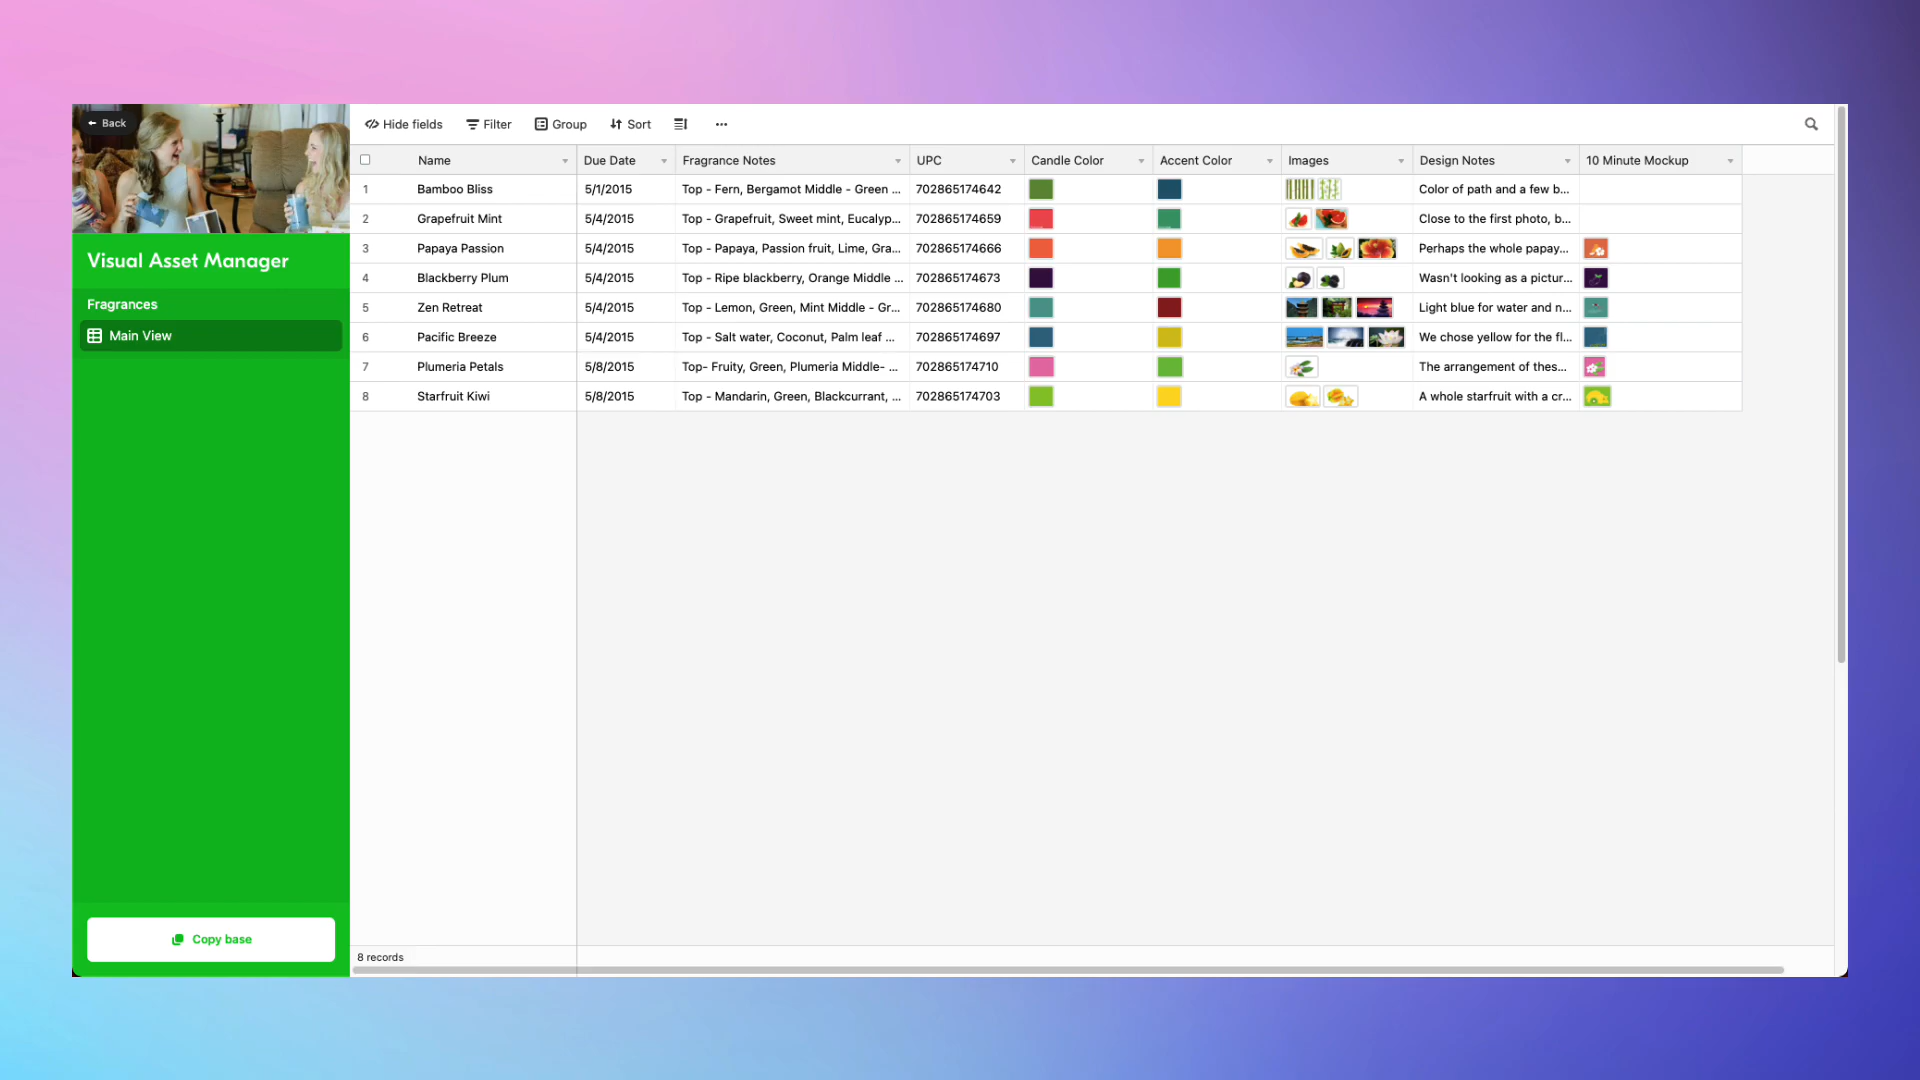 Back
Visual Asset Manager
Fragrances
Main View
Copy base
Hide fields Filter Group Sort
Name Due Date Fragrance Notes UPC Candle Color Accent Color Images Design Notes 10 Minute Mockup
1 Bamboo Bliss 5/1/2015 Top - Fern, Bergamot Middle - Green ... 702865174642 Color of path and a few b...
2 Grapefruit Mint 5/4/2015 Top - Grapefruit, Sweet mint, Eucalyp... 702865174659 Close to the first photo, b...
3 Papaya Passion 5/4/2015 Top - Papaya, Passion fruit, Lime, Gra... 702865174666 Perhaps the whole papay...
4 Blackberry Plum 5/4/2015 Top - Ripe blackberry, Orange Middle ... 702865174673 Wasn't looking as a pictur...
5 Zen Retreat 5/4/2015 Top - Lemon, Green, Mint Middle - Gr... 702865174680 Light blue for water and n...
6 Pacific Breeze 5/4/2015 Top - Salt water, Coconut, Palm leaf ... 702865174697 We chose yellow for the fl...
7 Plumeria Petals 5/8/2015 Top- Fruity, Green, Plumeria Middle- ... 702865174710 The arrangement of thes...
8 Starfruit Kiwi 5/8/2015 Top - Mandarin, Green, Blackcurrant, ... 702865174703 A whole starfruit with a cr...
8 records